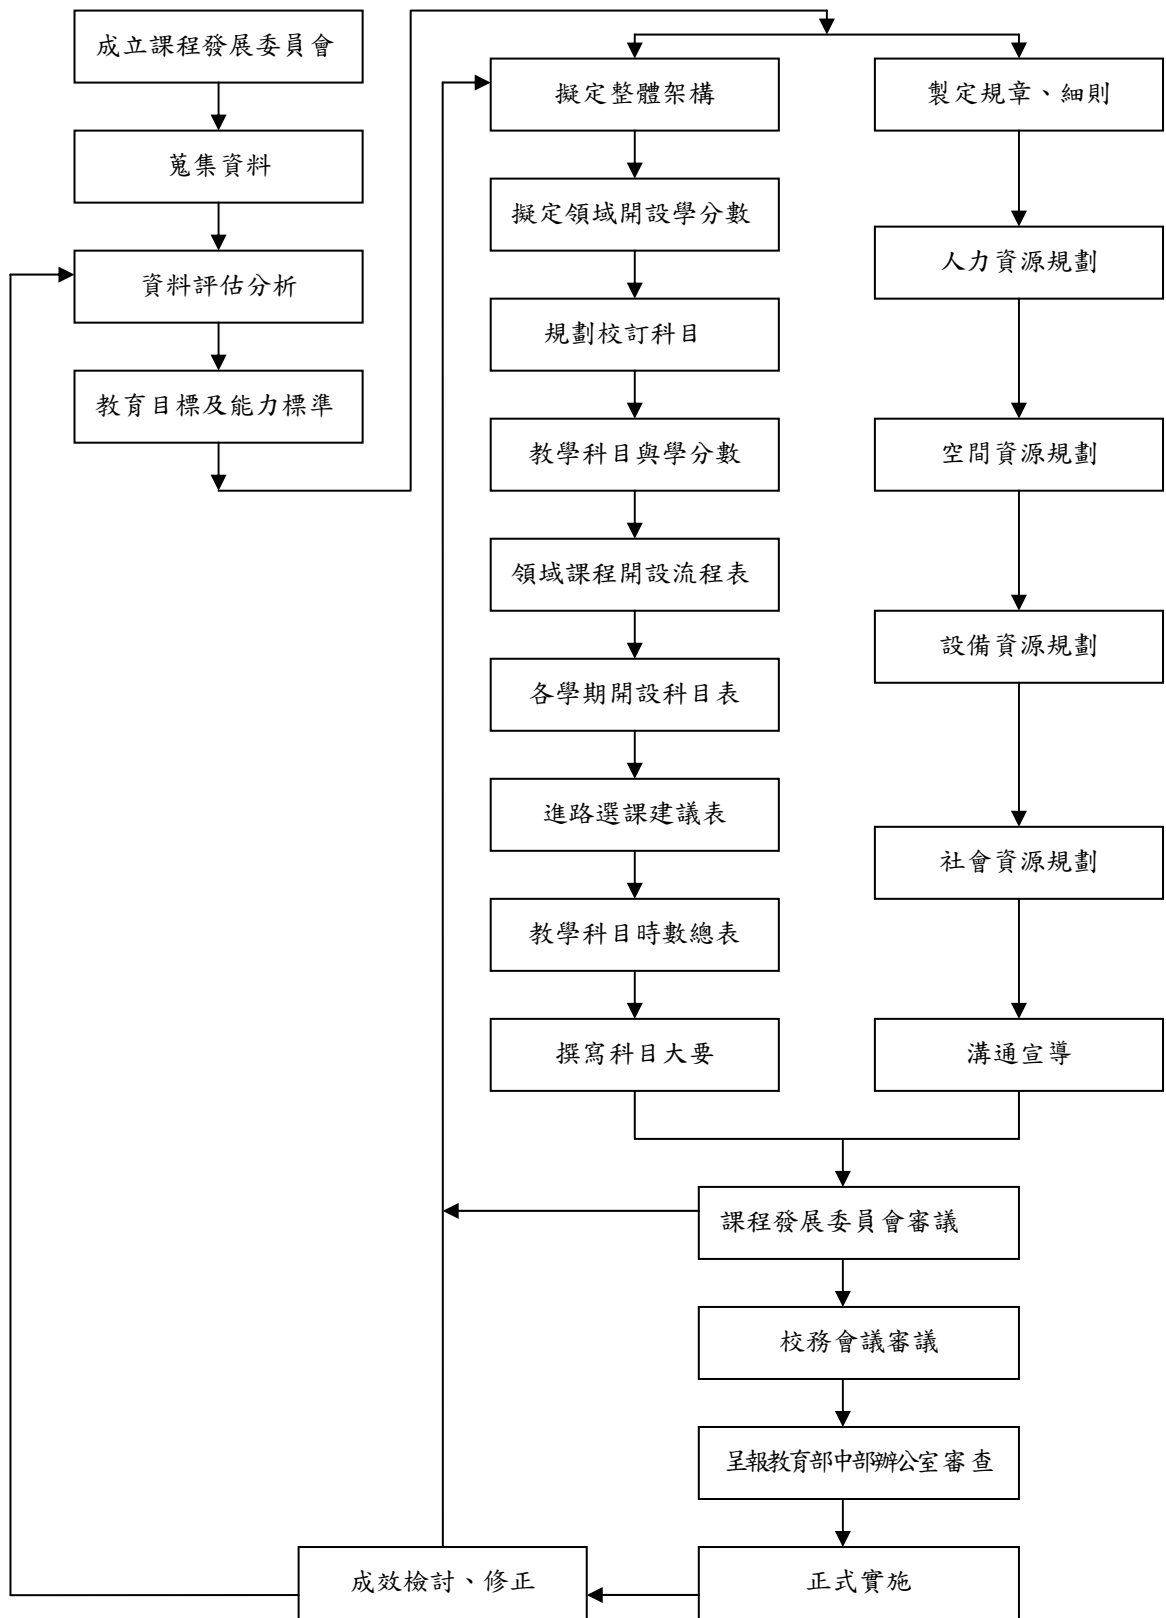 成立課程發展委員會
蒐集資料
資料評估分析
教育目標及能力標準
擬定整體架構
擬定領域開設學分數
規劃校訂科目
教學科目與學分數
領域課程開設流程表
各學期開設科目表
進路選課建議表
教學科目時數總表
撰寫科目大要
製定規章、細則
人力資源規劃
空間資源規劃
設備資源規劃
社會資源規劃
溝通宣導
課程發展委員會審議
校務會議審議
呈報教育部中部辦公室審查
正式實施
成效檢討、修正